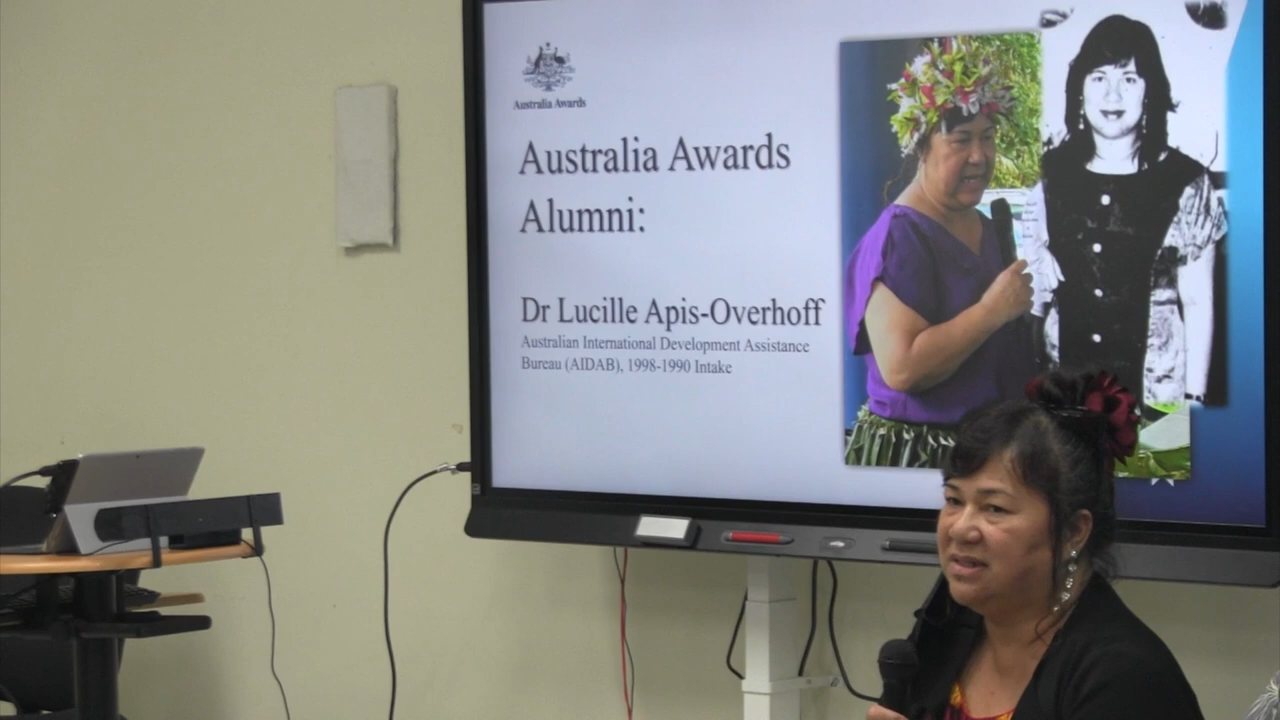 Australia Awards
Australia Awards
Alumni:
Dr Lucille Apis-Overhoff
Australian International Development Assistance
Bureau (AIDAB), 1998-1990 Intake